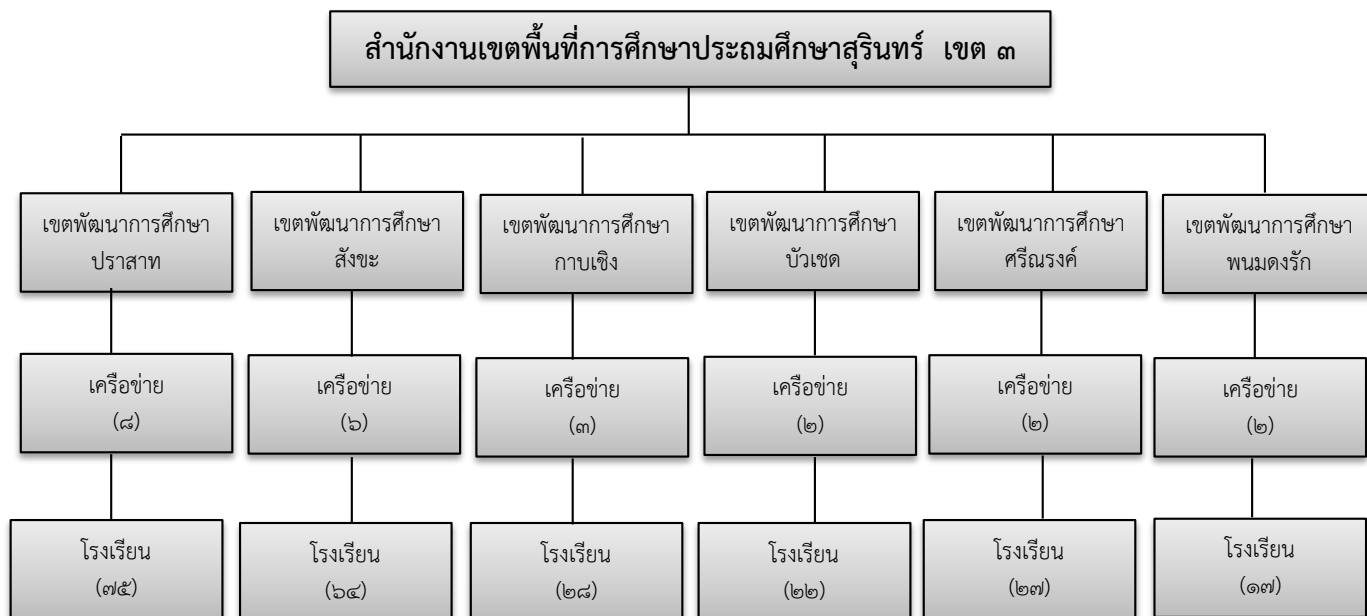 สำนักงานเขตพื้นที่การศึกษาประถมศึกษาสุรินทร์ เขต ๓
เขตพัฒนาการศึกษา
ปราสาท
เขตพัฒนาการศึกษา
สังขะ
เขตพัฒนาการศึกษา
กาบเชิง
เขตพัฒนาการศึกษา
บัวเชด
เขตพัฒนาการศึกษา
ศรีณรงค์
เขตพัฒนาการศึกษา
พนมดงรัก
เครือข่าย
(๘)
เครือข่าย
(๖)
เครือข่าย
(๓)
เครือข่าย
(๒)
เครือข่าย
(๒)
เครือข่าย
(๒)
โรงเรียน
(๗๕)
โรงเรียน
(๖๔)
โรงเรียน
(๒๘)
โรงเรียน
(๒๒)
โรงเรียน
(๒๗)
โรงเรียน
(๑๗)